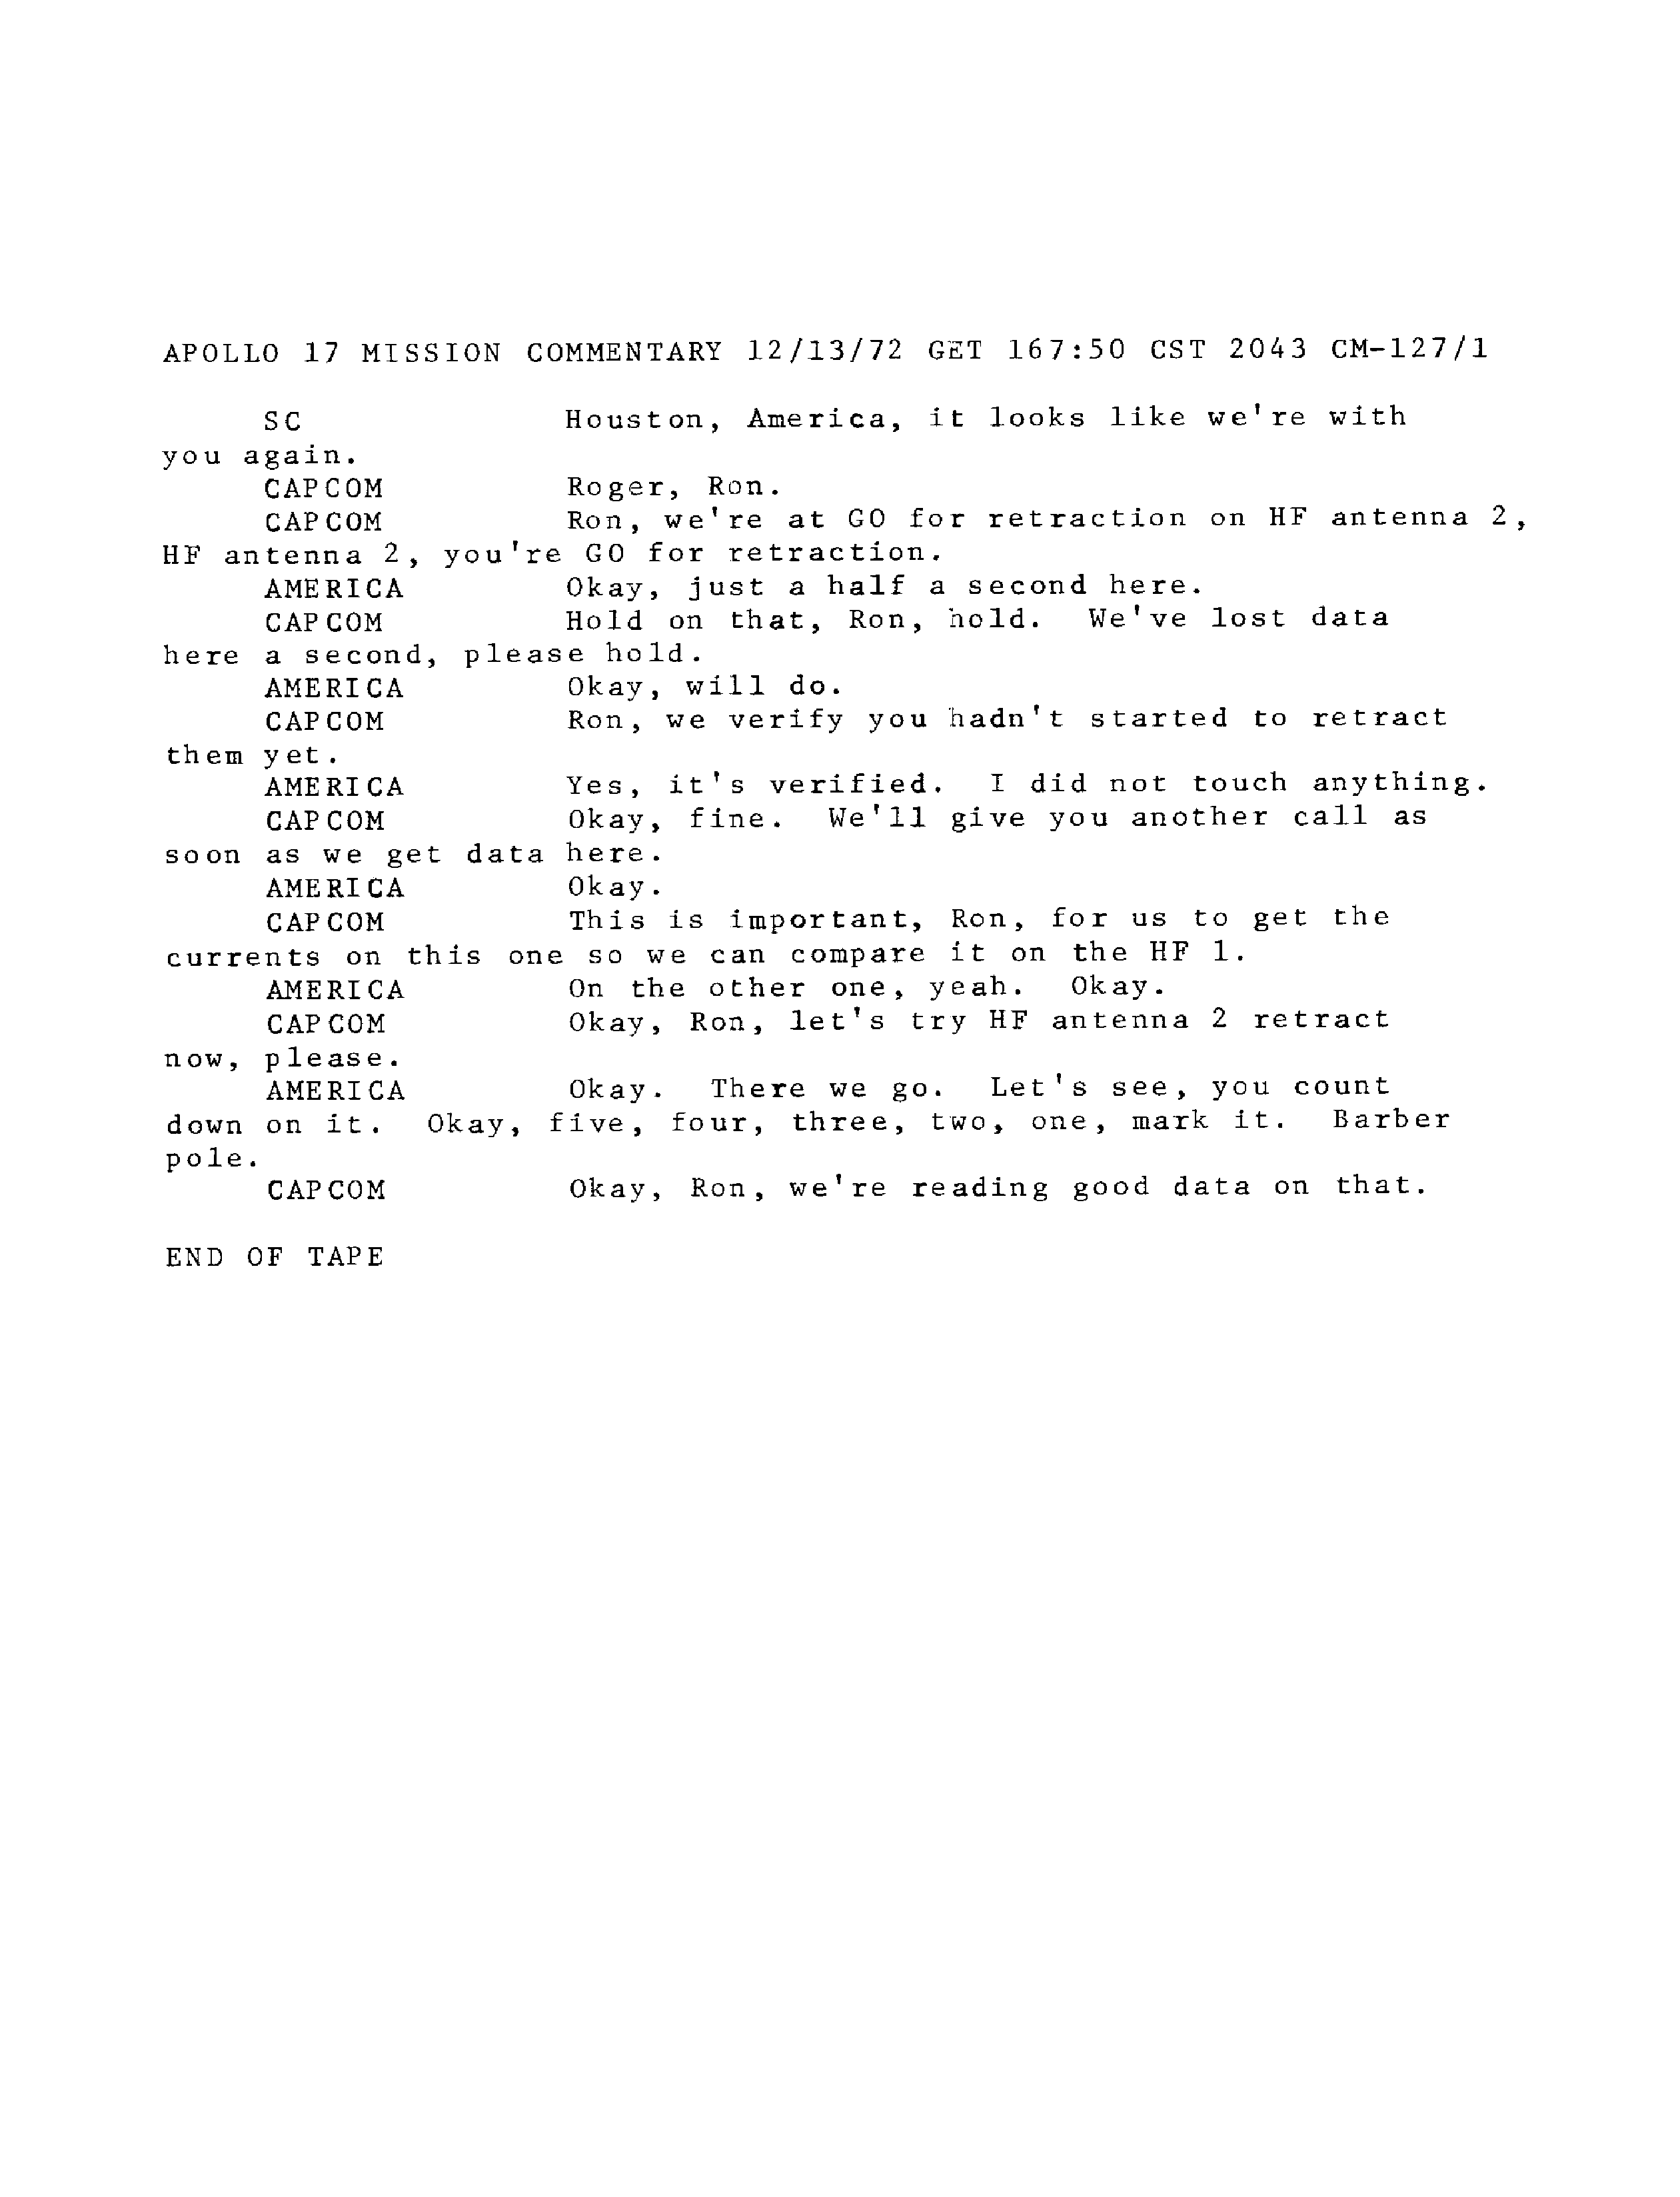 APOLLO 17 MISSION COMMENTARY 12/13/72 GET 167:50 CST 2043 CM-127/1
SC Houston, America, it looks like we're with
you again.
CAPCOM Roger, Ron.
CAPCOM Ron, we're at GO for retraction on HF antenna 2,
HF antenna 2, you're GO for retraction.
AMERICA Okay, just a half a second here.
CAPCOM Hold on that, Ron, hold. We've lost data
here a second, please hold.
AMERICA Okay, will do.
CAPCOM Ron, we verify you hadn't started to retract
them yet.
AMERICA Yes, it's verified. I did not touch anything.
CAPCOM Okay, fine. We'll give you another call as
soon as we get data here.
AMERICA Okay.
CAPCOM This is important, Ron, for us to get the
currents on this one so we can compare it on the HF 1.
AMERICA On the other one, yeah. Okay.
CAPCOM Okay, Ron, let's try HF antenna 2 retract
now, please.
AMERICA Okay. There we go. Let's see, you count
down on it. Okay, five, four, three, two, one, mark it. Barber
pole.
CAPCOM Okay, Ron, we're reading good data on that.
END OF TAPE